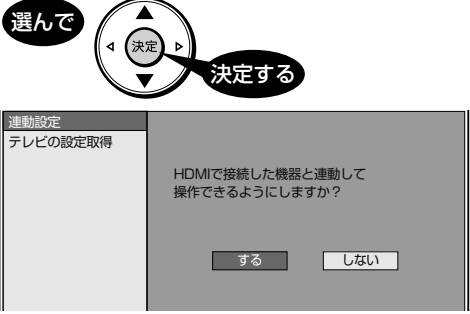 選んで
決定
決定する
連動設定
テレビの設定取得
HDMIで接続した機器と連動して
操作できるようにしますか?
する
しない